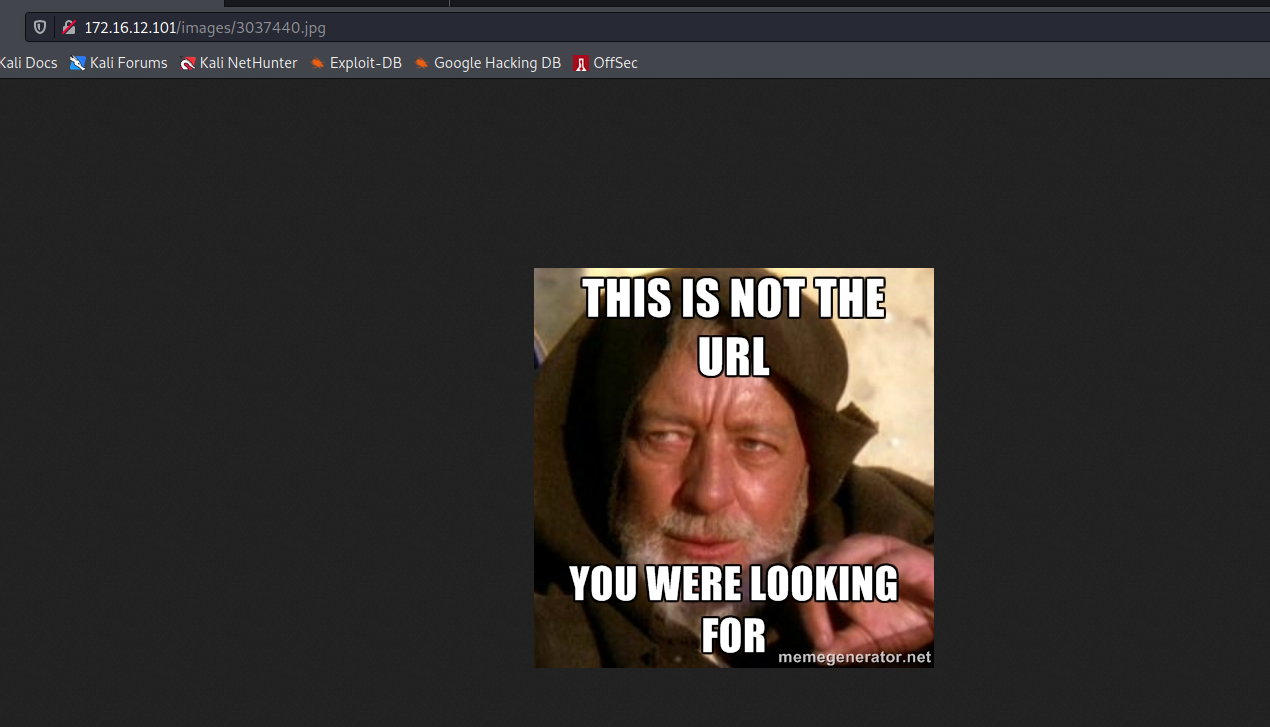 172.16.12.101/images/3037440.jpg
Kali Docs Kali Forums Kali NetHunter Exploit-DB Google Hacking DB OffSec
THIS IS NOT THE
URL
YOU WERE LOOKING
FOR
memegenerator.net